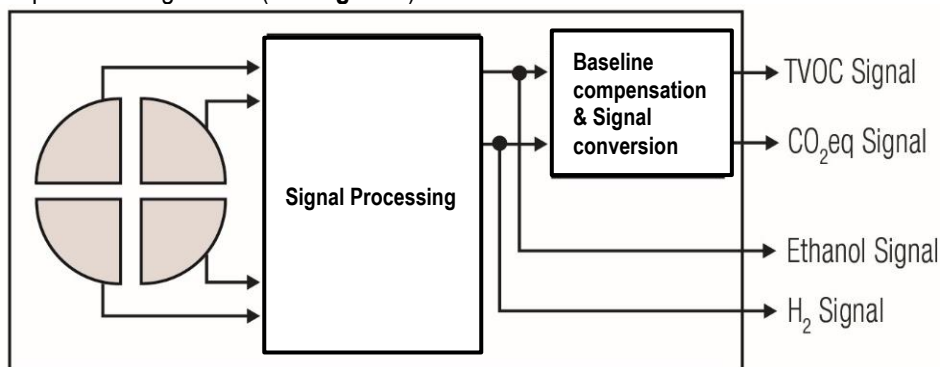 Baseline
compensation
& Signal
conversion
Signal Processing
TVOC Signal
CO₂eq Signal
Ethanol Signal
H₂ Signal